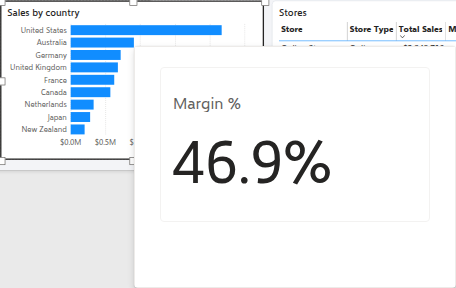 Sales by country
United States
Australia
Germany
United Kingdom
France
Canada
Netherlands
Japan
New Zealand
$0.0M $0.5M
Stores
Store Store Type Total Sales
Margin %
46.9%